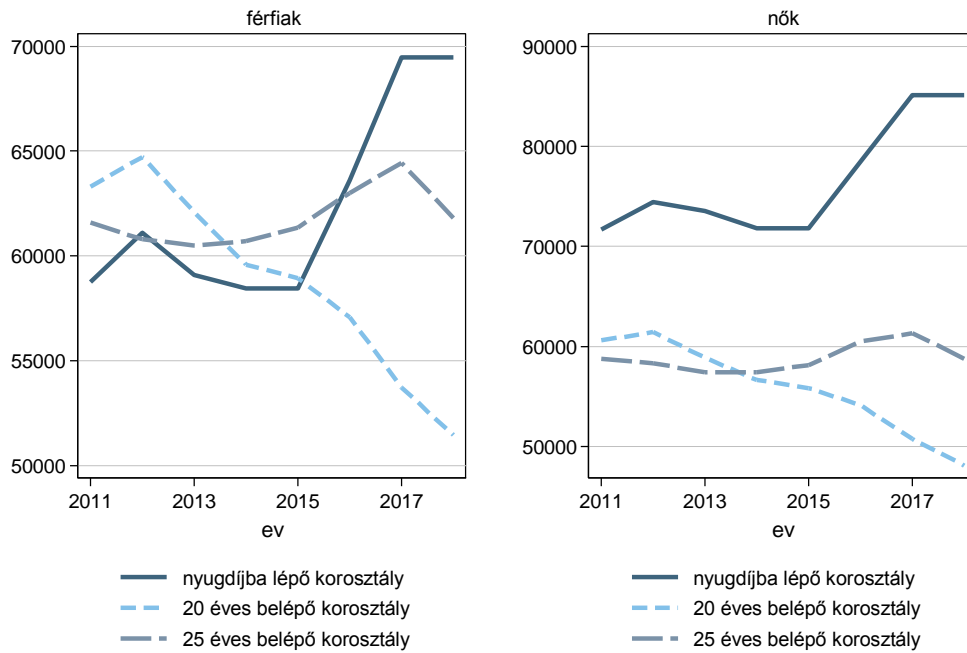 férfiak
70000
65000
60000
55000
50000
2011
2013
2015
2017
ev
nyugdíjba lépő korosztály
20 éves belépő korosztály
25 éves belépő korosztály
nők
90000
80000
70000
60000
50000
2011
2013
2015
2017
ev
nyugdíjba lépő korosztály
20 éves belépő korosztály
25 éves belépő korosztály